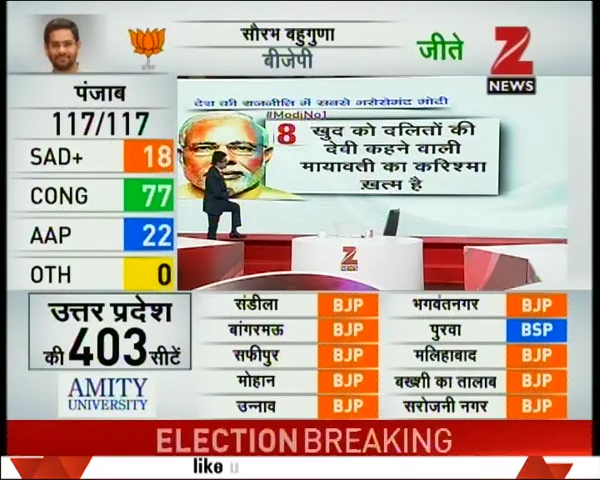 सौरभ बहुगुणा
बीजेपी
जीते
Z
NEWS
पंजाब
117/117
SAD+ 18
CONG 77
AAP 22
OTH 0
देश की राजनीति में सबसे भरोसेमंद मोदी
#ModiNo1
8 खुद को दलितों की
देवी कहने वाली
मायावती का करिश्मा
ख़त्म है
उत्तर प्रदेश
की 403 सीटें
AMITY
UNIVERSITY
संडीला BJP
बांगरमऊ BJP
सफीपुर BJP
मोहान BJP
उन्नाव BJP
भगवंतनगर BJP
पुरवा BSP
मलिहाबाद BJP
बख्शी का तालाब BJP
सरोजनी नगर BJP
ELECTION BREAKING
like u